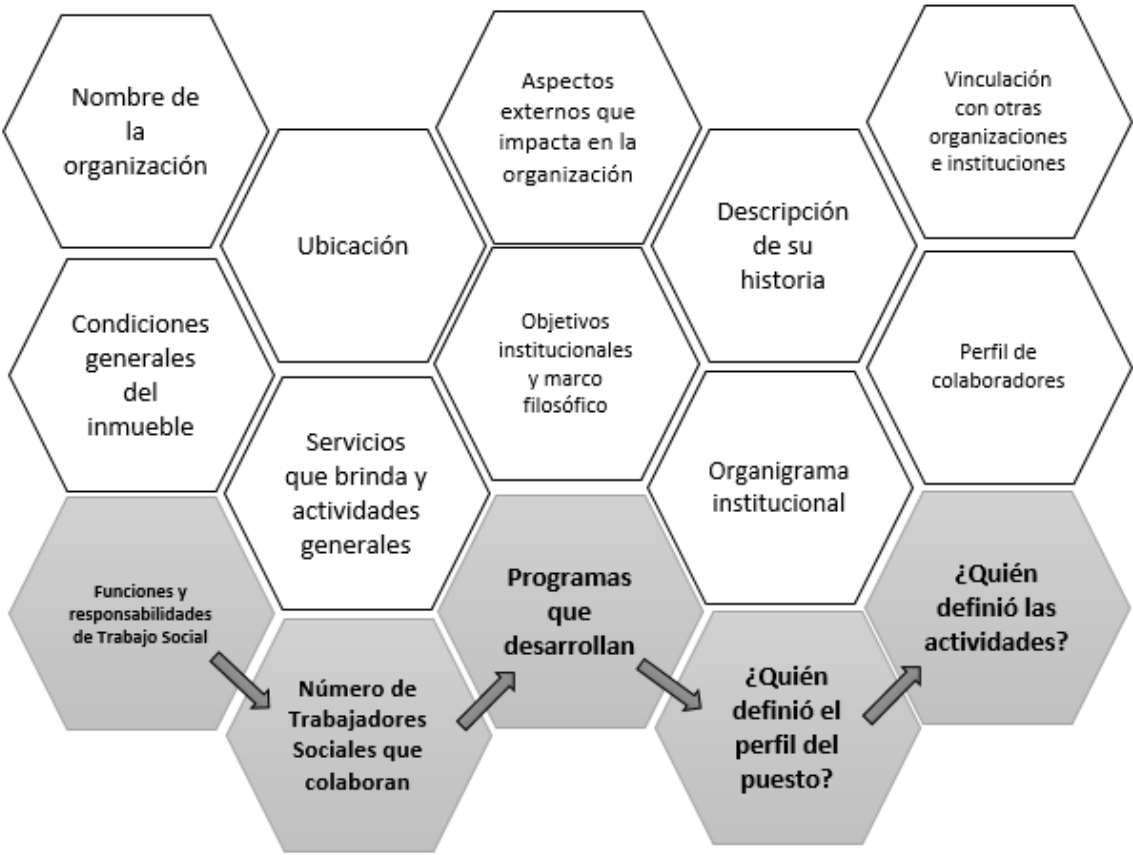 Nombre de
la
organización
Ubicación
Aspectos
externos que
impacta en la
organización
Descripción
de su
historia
Vinculación
con otras
organizaciones
e instituciones
Condiciones
generales
del
inmueble
Servicios
que brinda y
actividades
generales
Objetivos
institucionales
y marco
filosófico
Organigrama
institucional
Perfil de
colaboradores
Funciones y
responsabilidades
de Trabajo Social
Número de
Trabajadores
Sociales que
colaboran
Programas
que
desarrollan
¿Quién
definió el
perfil del
puesto?
¿Quién
definió las
actividades?